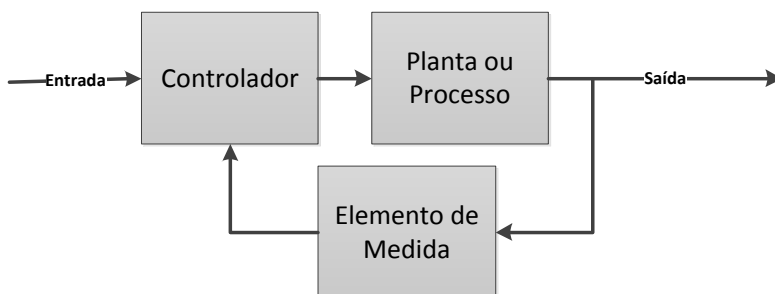 Entrada
Controlador
Planta ou
Processo
Saída
Elemento de
Medida